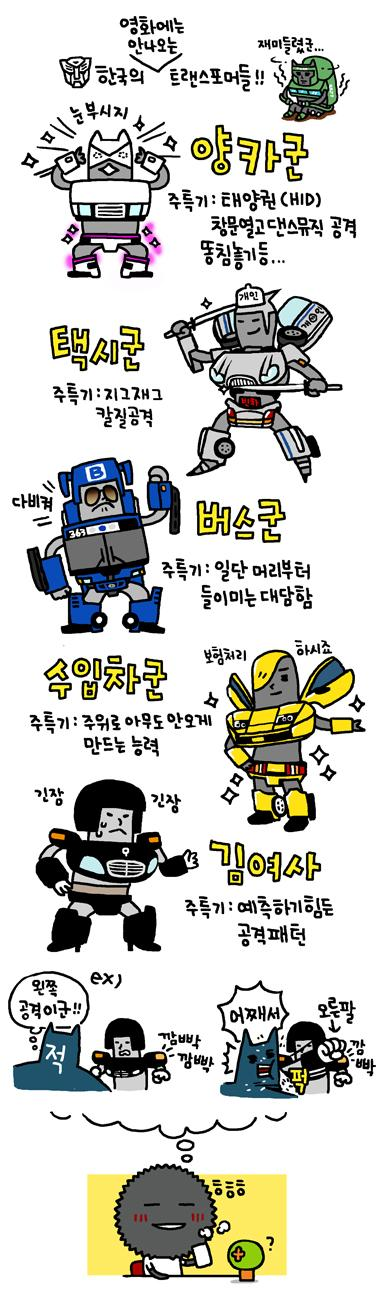 영화에는
안나오는
한국의 트랜스포머들!!
재미들렸군...
눈부시지
양카군
주특기 : 태양권 (HID)
창문열고댄스뮤직 공격
똥침놓기등...
개인
개인
빈차
택시군
주특기 : 지그재그
칼질공격
B
다비켜
363
버스군
주특기 : 일단 머리부터
들이미는 대담함
수입차군
주특기 : 주위로 아무도 안오게
만드는 능력
보험처리
하시죠
긴장
긴장
김여사
주특기 : 예측하기힘든
공격패턴
ex)
왼쪽
공격이군!!
적
깜빡
깜빡
어째서
오른팔
깜
빡
퍽
흐흐흐
?